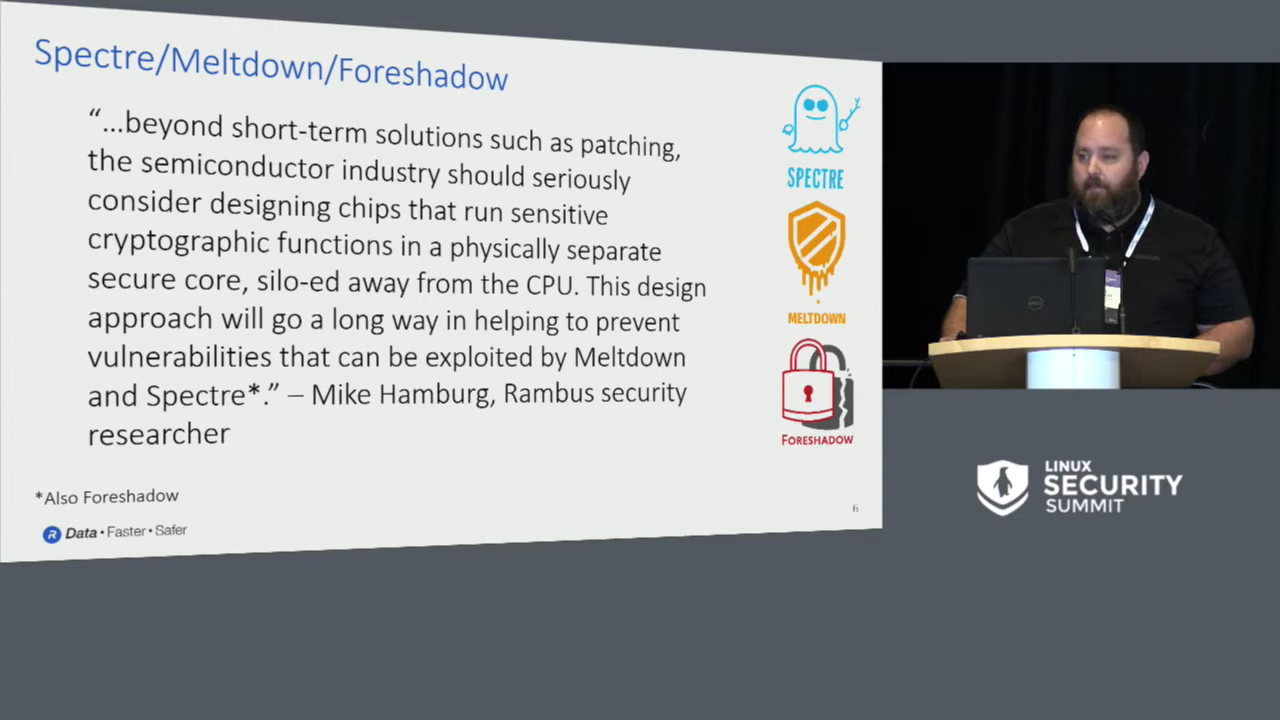 Spectre/Meltdown/Foreshadow
“...beyond short-term solutions such as patching,
the semiconductor industry should seriously
consider designing chips that run sensitive
cryptographic functions in a physically separate
secure core, silo-ed away from the CPU. This design
approach will go a long way in helping to prevent
vulnerabilities that can be exploited by Meltdown
and Spectre*.” – Mike Hamburg, Rambus security
researcher
*Also Foreshadow
R Data • Faster • Safer
6
SPECTRE
MELTDOWN
FORESHADOW
DELL
LINUX
SECURITY
SUMMIT